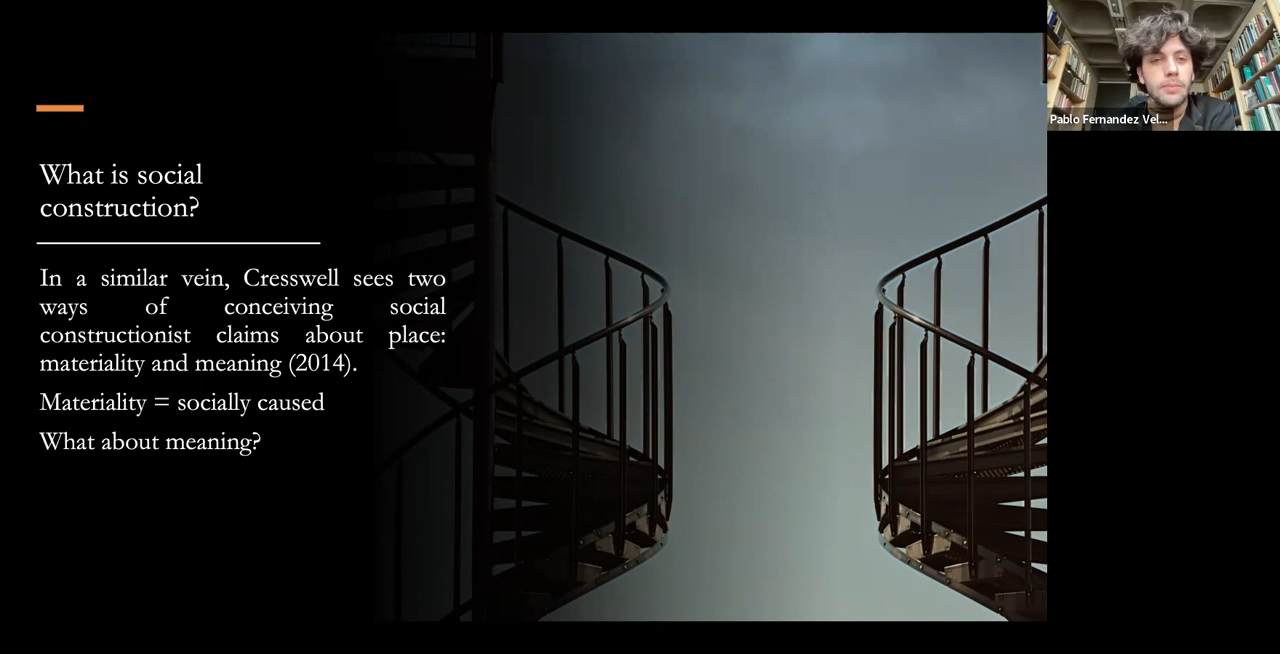 What is social
construction?
In a similar vein, Cresswell sees two
ways of conceiving social
constructionist claims about place:
materiality and meaning (2014).
Materiality = socially caused
What about meaning?
Pablo Fernandez Vel...